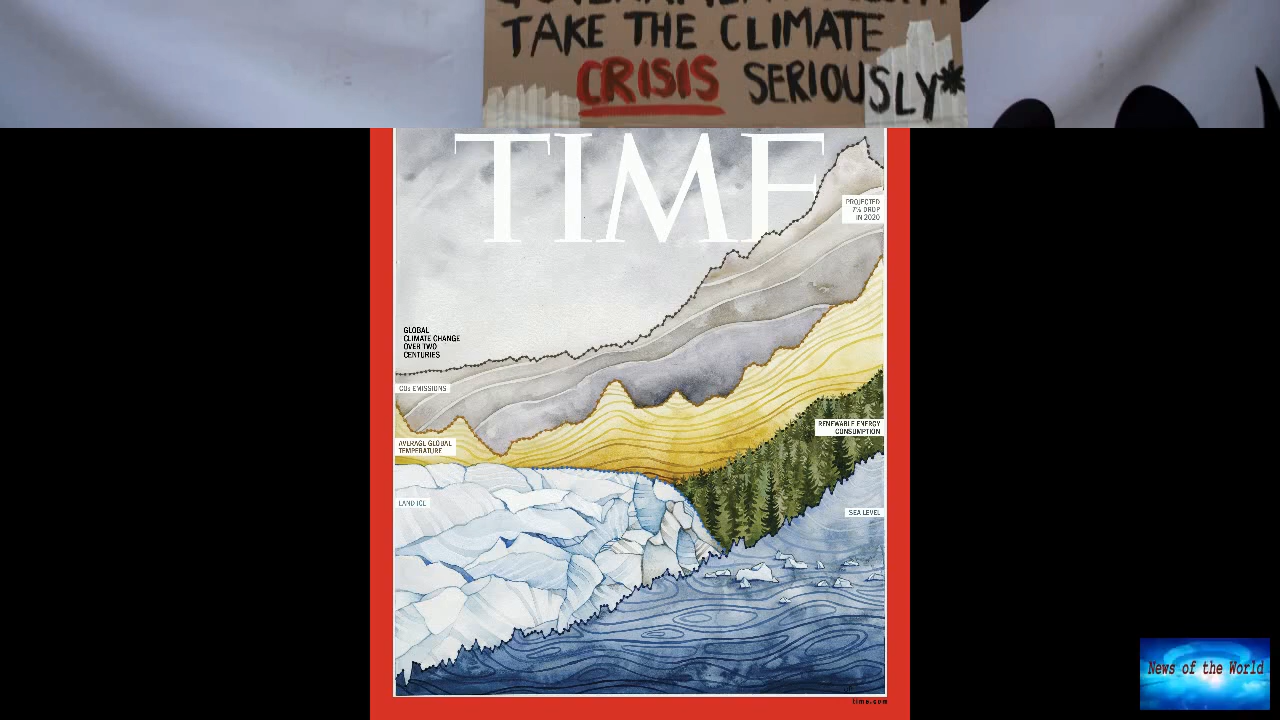 TAKE THE CLIMATE
CRISIS SERIOUSLY*
TIME
PROJECTED
7% DROP
IN 2020
GLOBAL
CLIMATE CHANGE
OVER TWO
CENTURIES
CO₂ EMISSIONS
RENEWABLE ENERGY
CONSUMPTION
AVERAGE GLOBAL
TEMPERATURE
LAND ICE
SEA LEVEL
News of the World
time.com